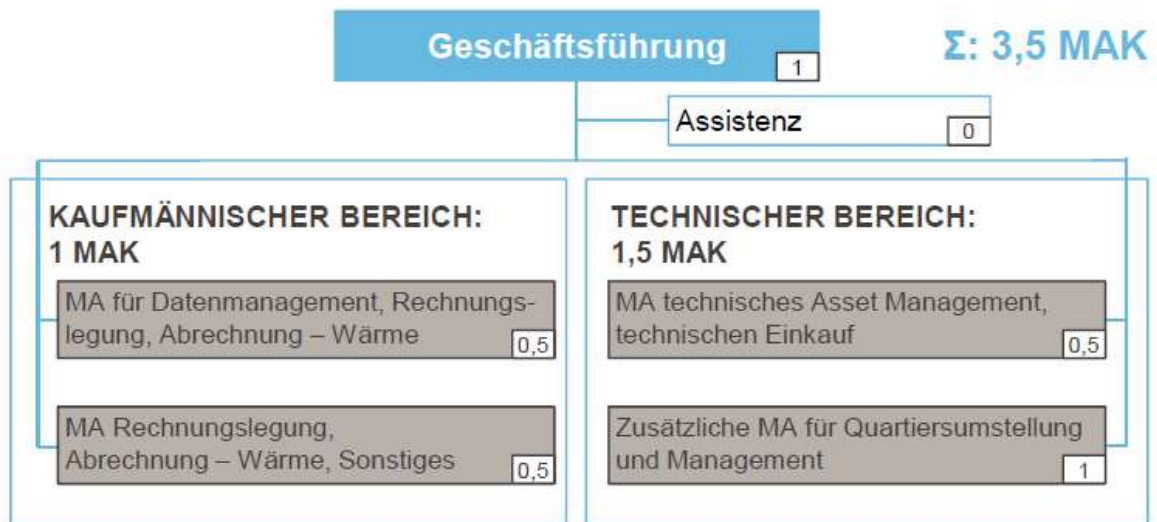 Geschäftsführung
1
Σ: 3,5 MAK
Assistenz
0
KAUFMÄNNISCHER BEREICH:
1 MAK
MA für Datenmanagement, Rechnungs-
legung, Abrechnung – Wärme
0,5
MA Rechnungslegung,
Abrechnung – Wärme, Sonstiges
0,5
TECHNISCHER BEREICH:
1,5 MAK
MA technisches Asset Management,
technischen Einkauf
0,5
Zusätzliche MA für Quartiersumstellung
und Management
1